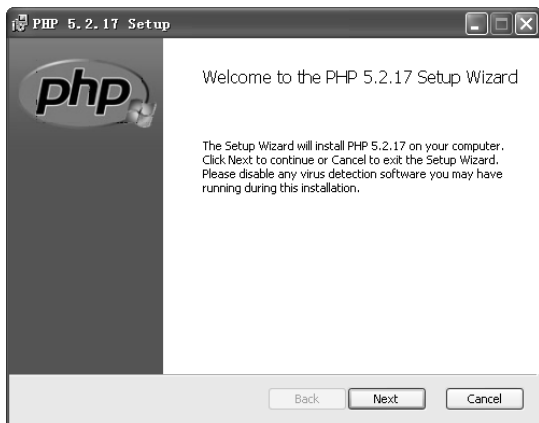 PHP 5.2.17 Setup
php
Welcome to the PHP 5.2.17 Setup Wizard
The Setup Wizard will install PHP 5.2.17 on your computer.
Click Next to continue or Cancel to exit the Setup Wizard.
Please disable any virus detection software you may have
running during this installation.
Back Next Cancel